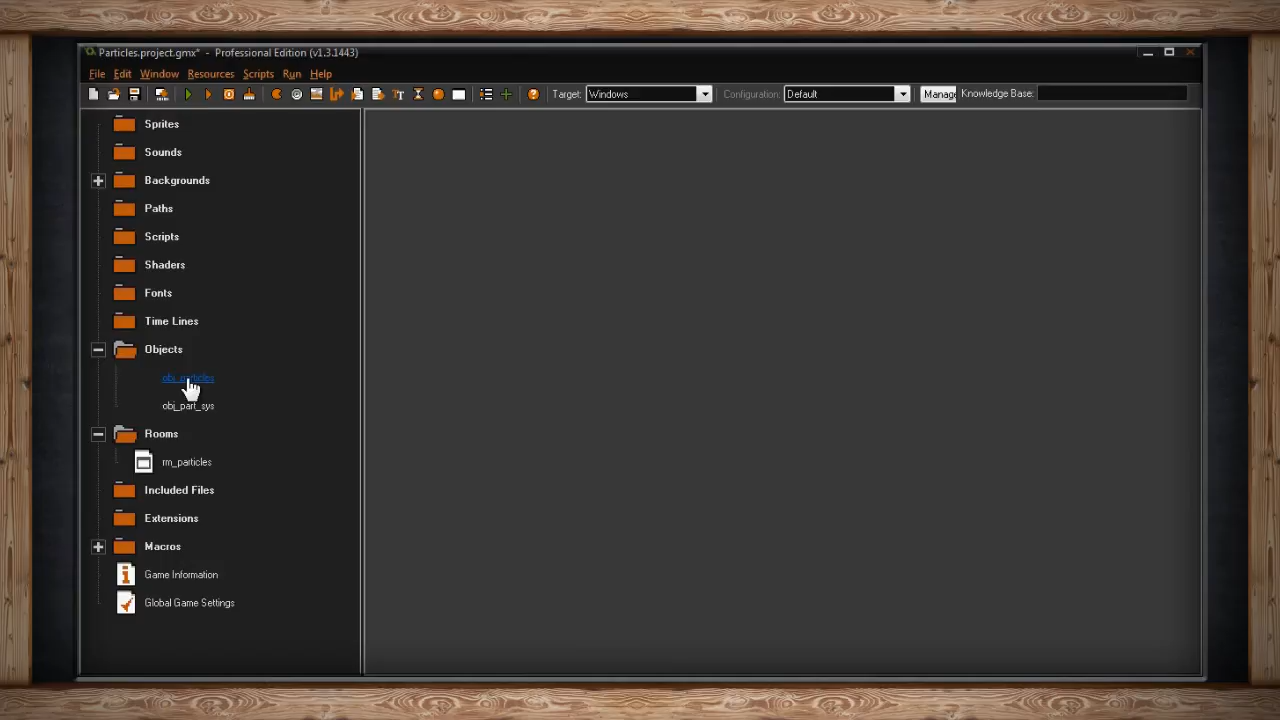 Particles.project.gmx* - Professional Edition (v1.3.1443)
File Edit Window Resources Scripts Run Help
Target: Windows Configuration: Default Manage Knowledge Base:
Sprites
Sounds
Backgrounds
Paths
Scripts
Shaders
Fonts
Time Lines
Objects
obj_particles
obj_part_sys
Rooms
rm_particles
Included Files
Extensions
Macros
Game Information
Global Game Settings